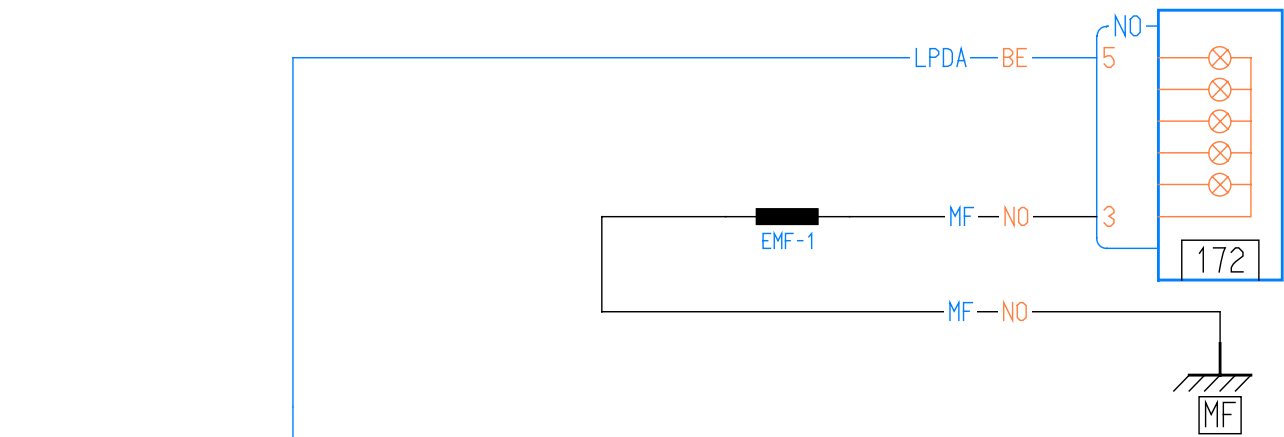 NO
LPDA BE 5
MF NO 3
EMF-1
172
MF NO
MF